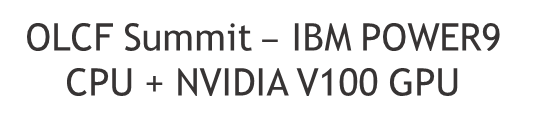 OLCF Summit – IBM POWER9
CPU + NVIDIA V100 GPU